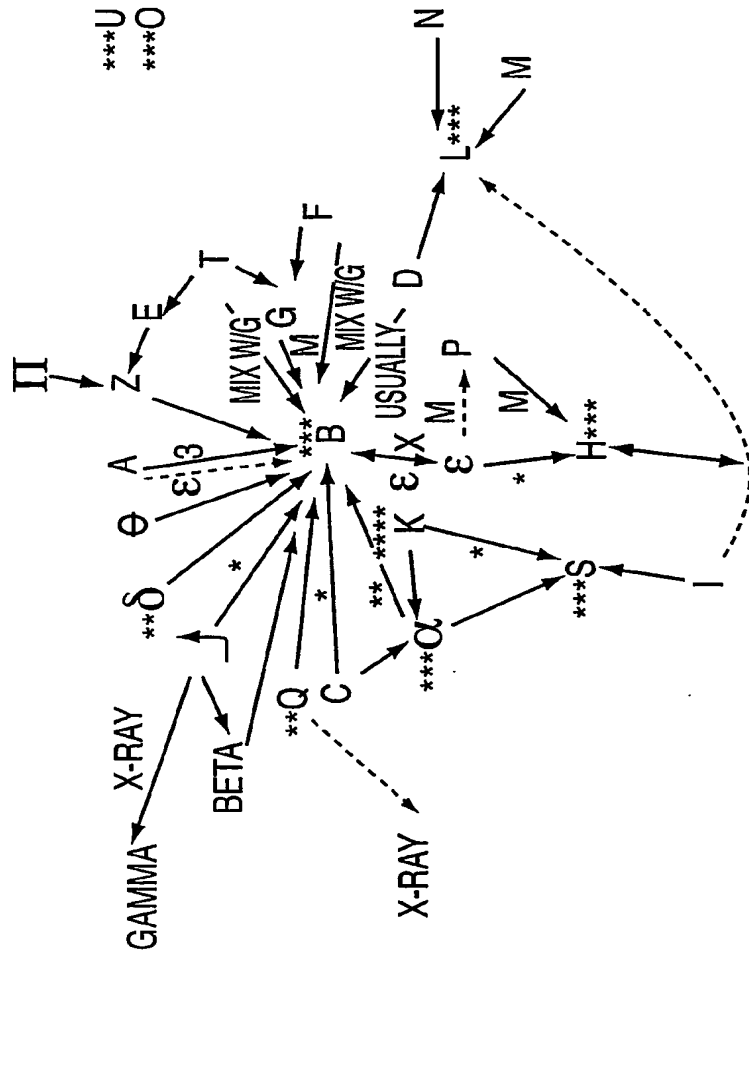 Π
***U
A
Z
X-RAY
Θ
GAMMA
E
***O
**δ
ε 3
J
T
BETA
*
MIX W/G
G
**Q
M
***
F
*
B
C
MIX W/G
**
****
USUALLY
ε
D
K
X-RAY
X
***α
N
M
L***
ε
P
*
M
M
*
***S
H***
I